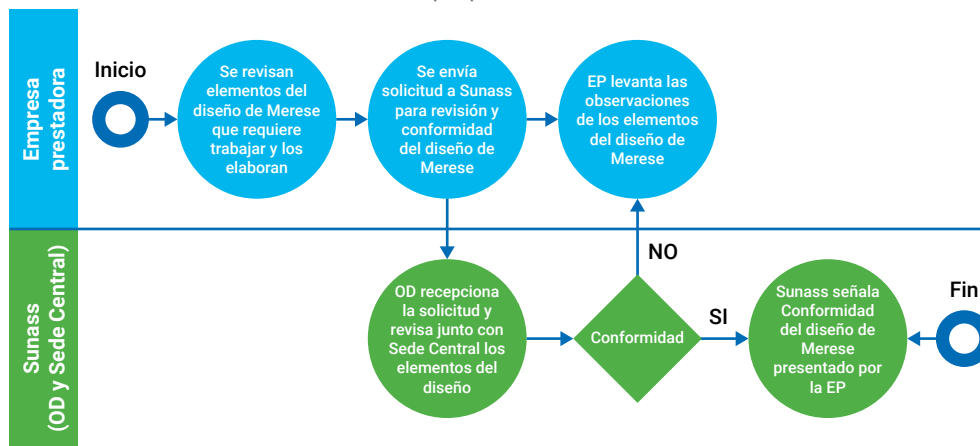 Empresa
prestadora
Inicio
Se revisan
elementos del
diseño de Merese
que requiere
trabajar y los
elaboran
Se envía
solicitud a Sunass
para revisión y
conformidad
del diseño de
Merese
EP levanta las
observaciones
de los elementos
del diseño de
Merese
Sunass
(OD y Sede Central)
OD recepciona
la solicitud y
revisa junto con
Sede Central los
elementos del
diseño
Conformidad
NO
SI
Sunass señala
Conformidad
del diseño de
Merese
presentado por
la EP
Fin